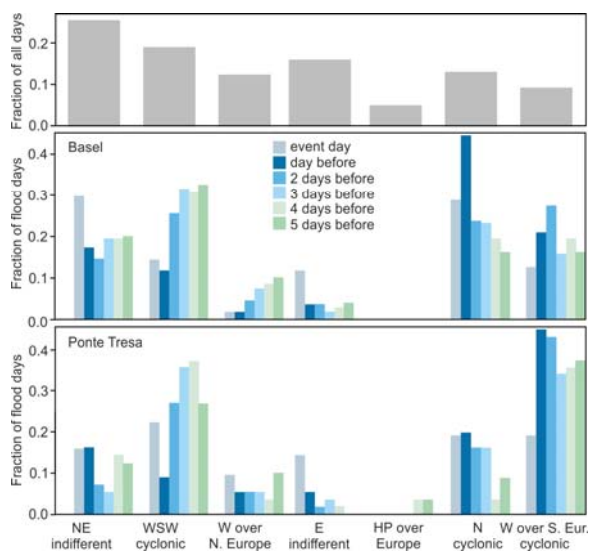 Fraction of all days
0.2
0.1
0.0
Basel
Fraction of flood days
0.4
0.3
0.2
0.1
0.0
event day
day before
2 days before
3 days before
4 days before
5 days before
Ponte Tresa
Fraction of flood days
0.4
0.3
0.2
0.1
0.0
NE
indifferent
WSW
cyclonic
W over
N. Europe
E
indifferent
HP over
Europe
N
cyclonic
W over S. Eur.
cyclonic